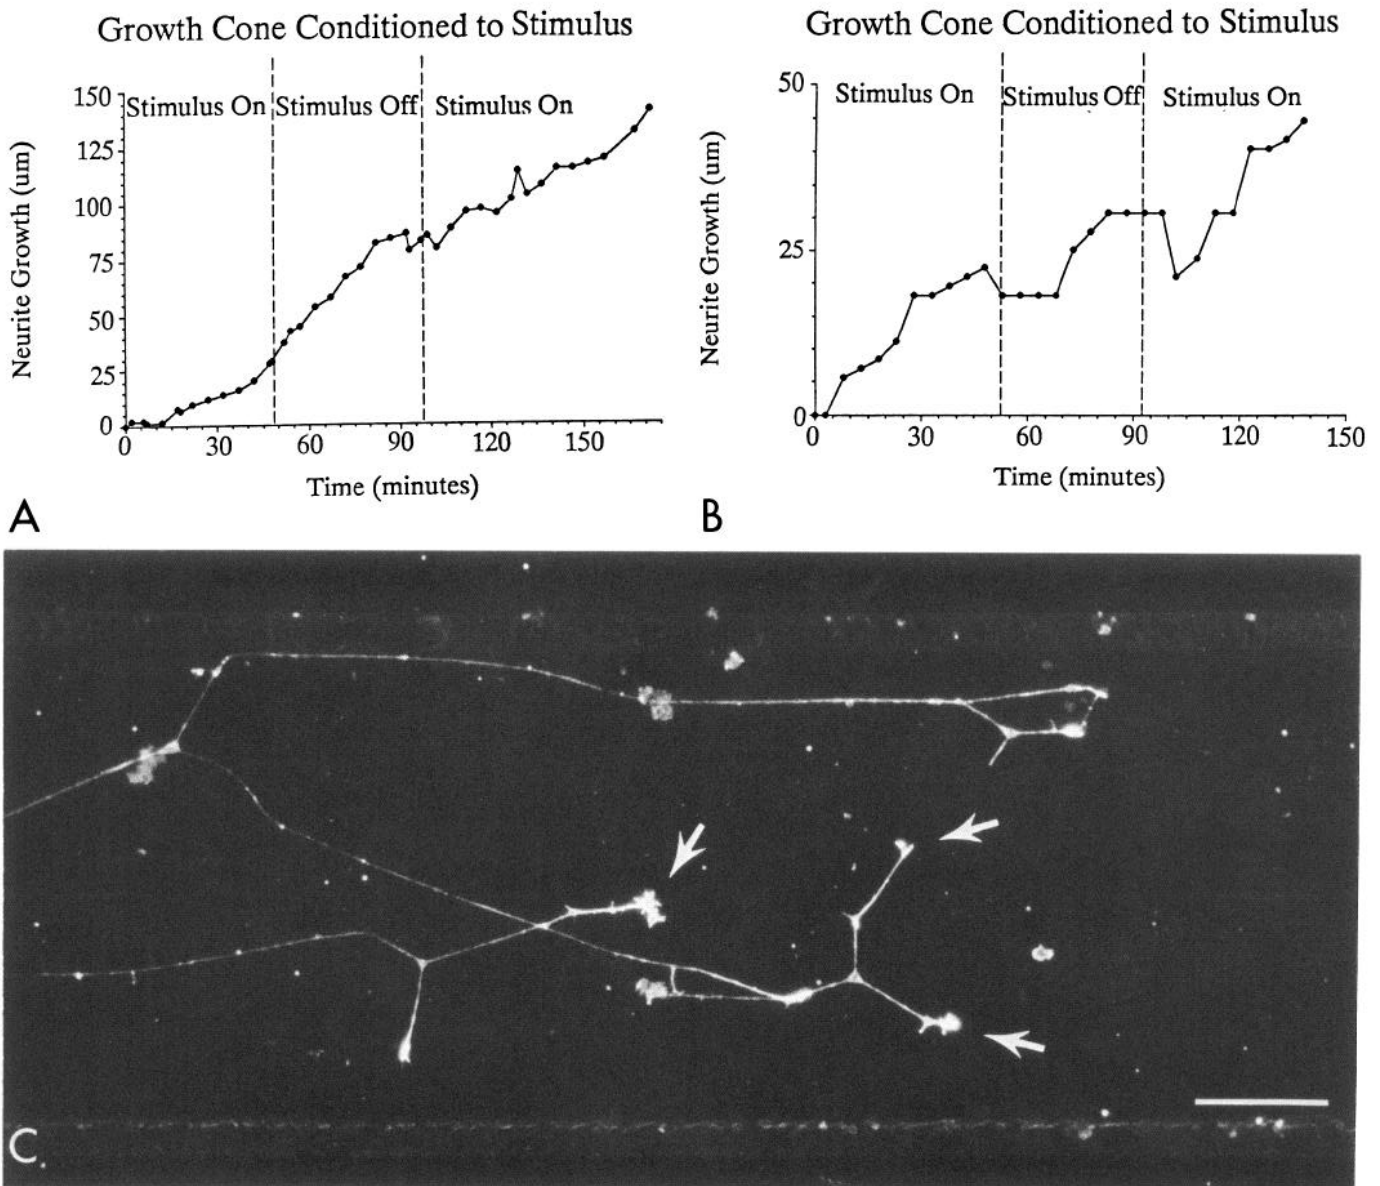 Growth Cone Conditioned to Stimulus
150
Stimulus On
Stimulus Off
Stimulus On
125
100
75
50
25
0
Neurite Growth (um)
0
30
60
90
120
150
Time (minutes)
A
Growth Cone Conditioned to Stimulus
50
Stimulus On
Stimulus Off
Stimulus On
25
0
Neurite Growth (um)
0
30
60
90
120
150
Time (minutes)
B
C